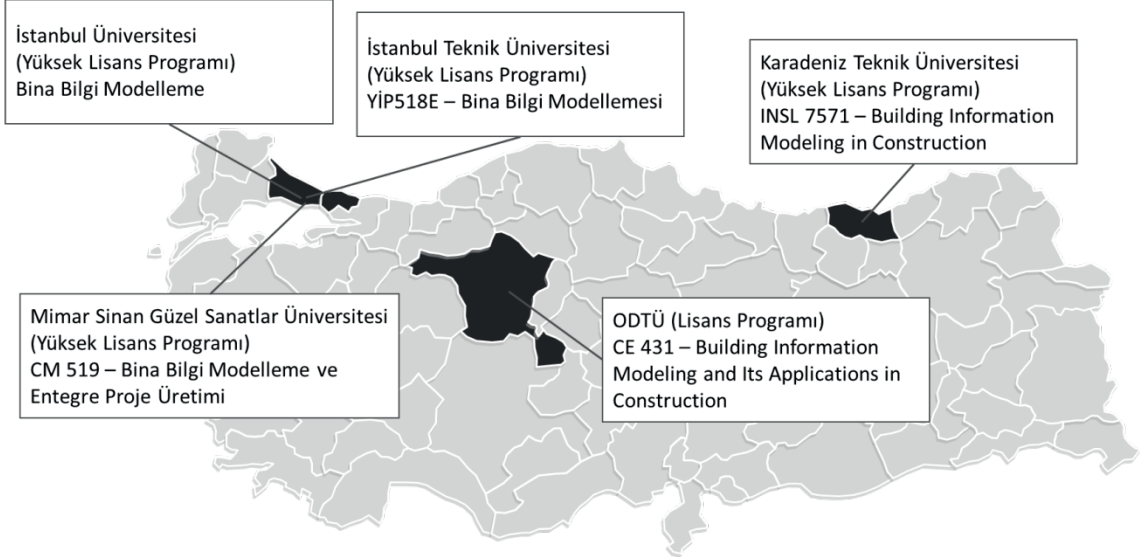 İstanbul Üniversitesi
(Yüksek Lisans Programı)
Bina Bilgi Modelleme
İstanbul Teknik Üniversitesi
(Yüksek Lisans Programı)
YİP518E – Bina Bilgi Modellemesi
Karadeniz Teknik Üniversitesi
(Yüksek Lisans Programı)
INSL 7571 – Building Information
Modeling in Construction
Mimar Sinan Güzel Sanatlar Üniversitesi
(Yüksek Lisans Programı)
CM 519 – Bina Bilgi Modelleme ve
Entegre Proje Üretimi
ODTÜ (Lisans Programı)
CE 431 – Building Information
Modeling and Its Applications in
Construction